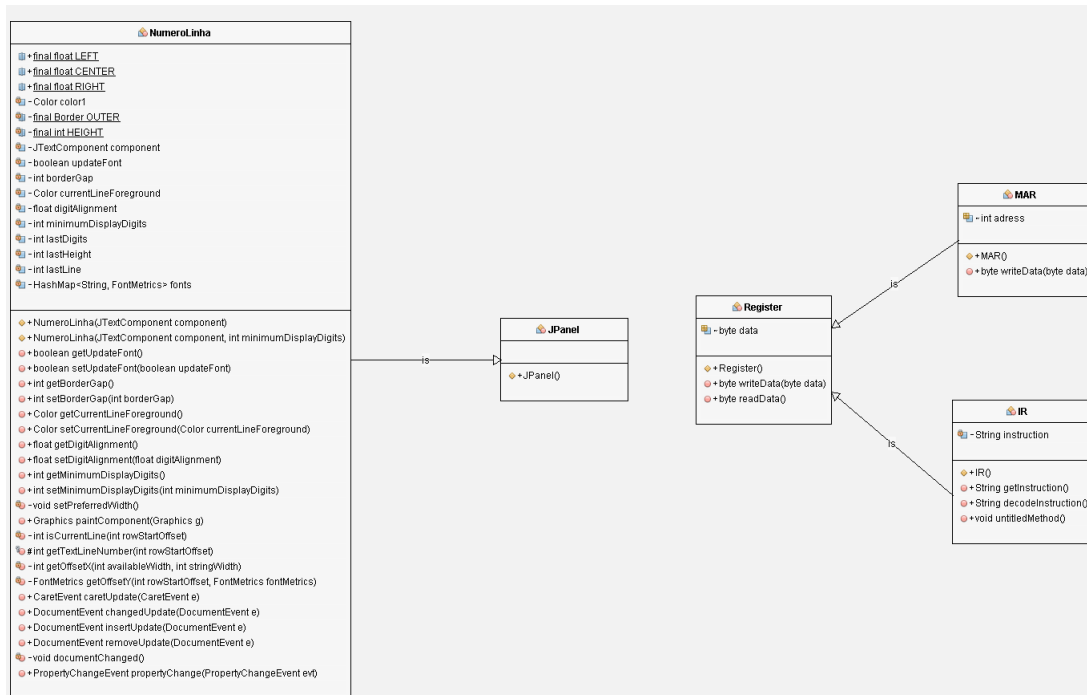 NumeroLinha
+final float LEFT
+final float CENTER
+final float RIGHT
-Color color1
-final Border OUTER
-final int HEIGHT
-JTextComponent component
-boolean updateFont
-int borderGap
-Color currentLineForeground
-float digitAlignment
-int minimumDisplayDigits
-int lastDigits
-int lastHeight
-int lastLine
-HashMap<String, FontMetrics> fonts
+NumeroLinha(JTextComponent component)
+NumeroLinha(JTextComponent component, int minimumDisplayDigits)
+boolean getUpdateFont()
+boolean setUpdateFont(boolean updateFont)
+int getBorderGap()
+int setBorderGap(int borderGap)
+Color getCurrentLineForeground()
+Color setCurrentLineForeground(Color currentLineForeground)
+float getDigitAlignment()
+float setDigitAlignment(float digitAlignment)
+int getMinimumDisplayDigits()
+int setMinimumDisplayDigits(int minimumDisplayDigits)
-void setPreferredWidth()
+Graphics paintComponent(Graphics g)
-int isCurrentLine(int rowStartOffset)
#int getTextLineNumber(int rowStartOffset)
-int getOffsetX(int availableWidth, int stringWidth)
-FontMetrics getOffsetY(int rowStartOffset, FontMetrics fontMetrics)
+CaretEvent caretUpdate(CaretEvent e)
+DocumentEvent changedUpdate(DocumentEvent e)
+DocumentEvent insertUpdate(DocumentEvent e)
+DocumentEvent removeUpdate(DocumentEvent e)
-void documentChanged()
+PropertyChangeEvent propertyChange(PropertyChangeEvent evt)
is
JPanel
+JPanel()
Register
-byte data
+Register()
+byte writeData(byte data)
+byte readData()
is
is
MAR
-int adress
+MAR()
+byte writeData(byte data)
IR
-String instruction
+IR()
+String getInstruction()
+String decodeInstruction()
+void untitledMethod()